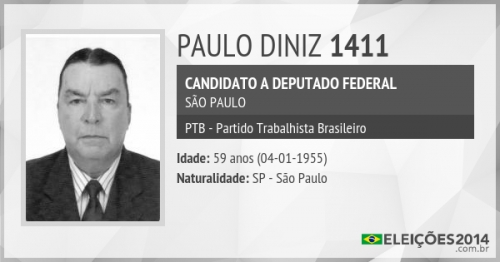 PAULO DINIZ 1411
CANDIDATO A DEPUTADO FEDERAL
SÃO PAULO
PTB - Partido Trabalhista Brasileiro
Idade: 59 anos (04-01-1955)
Naturalidade: SP - São Paulo
ELEIÇÕES2014
.com.br